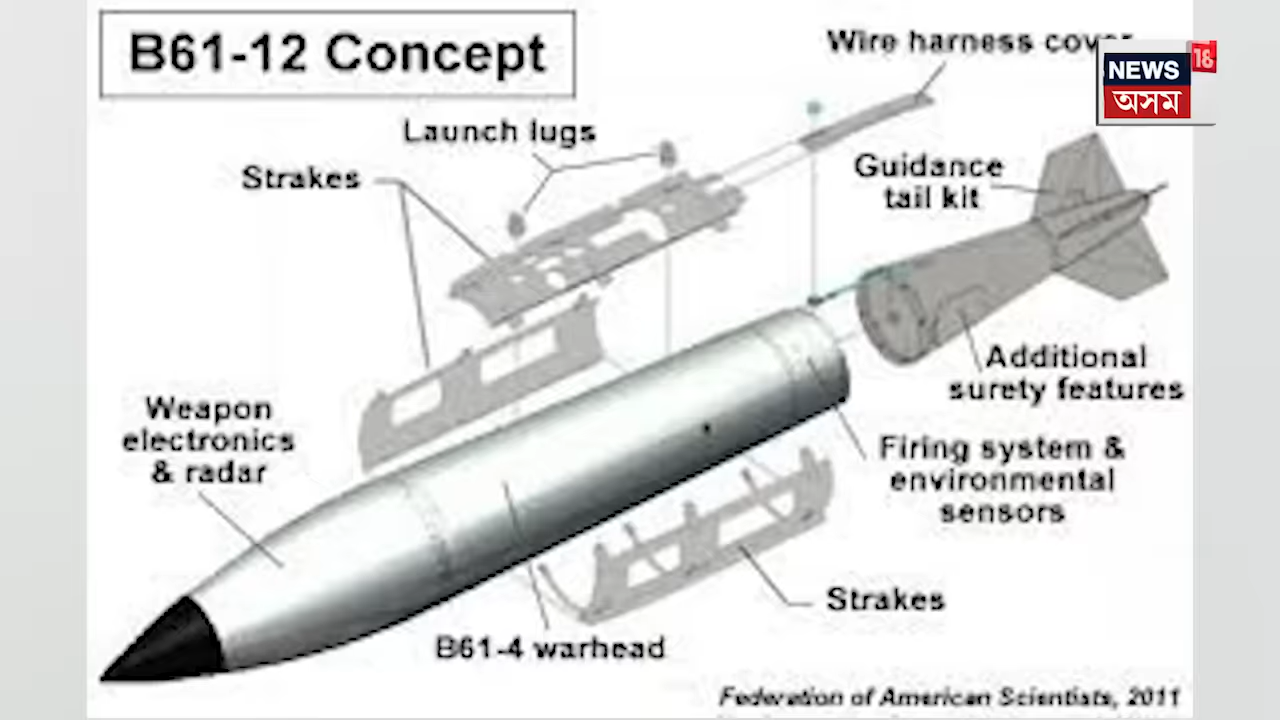 B61-12 Concept
Wire harness cover
NEWS 18
অসম
Launch lugs
Strakes
Guidance
tail kit
Additional
surety features
Weapon
electronics
& radar
Firing system &
environmental
sensors
Strakes
B61-4 warhead
Federation of American Scientists, 2011